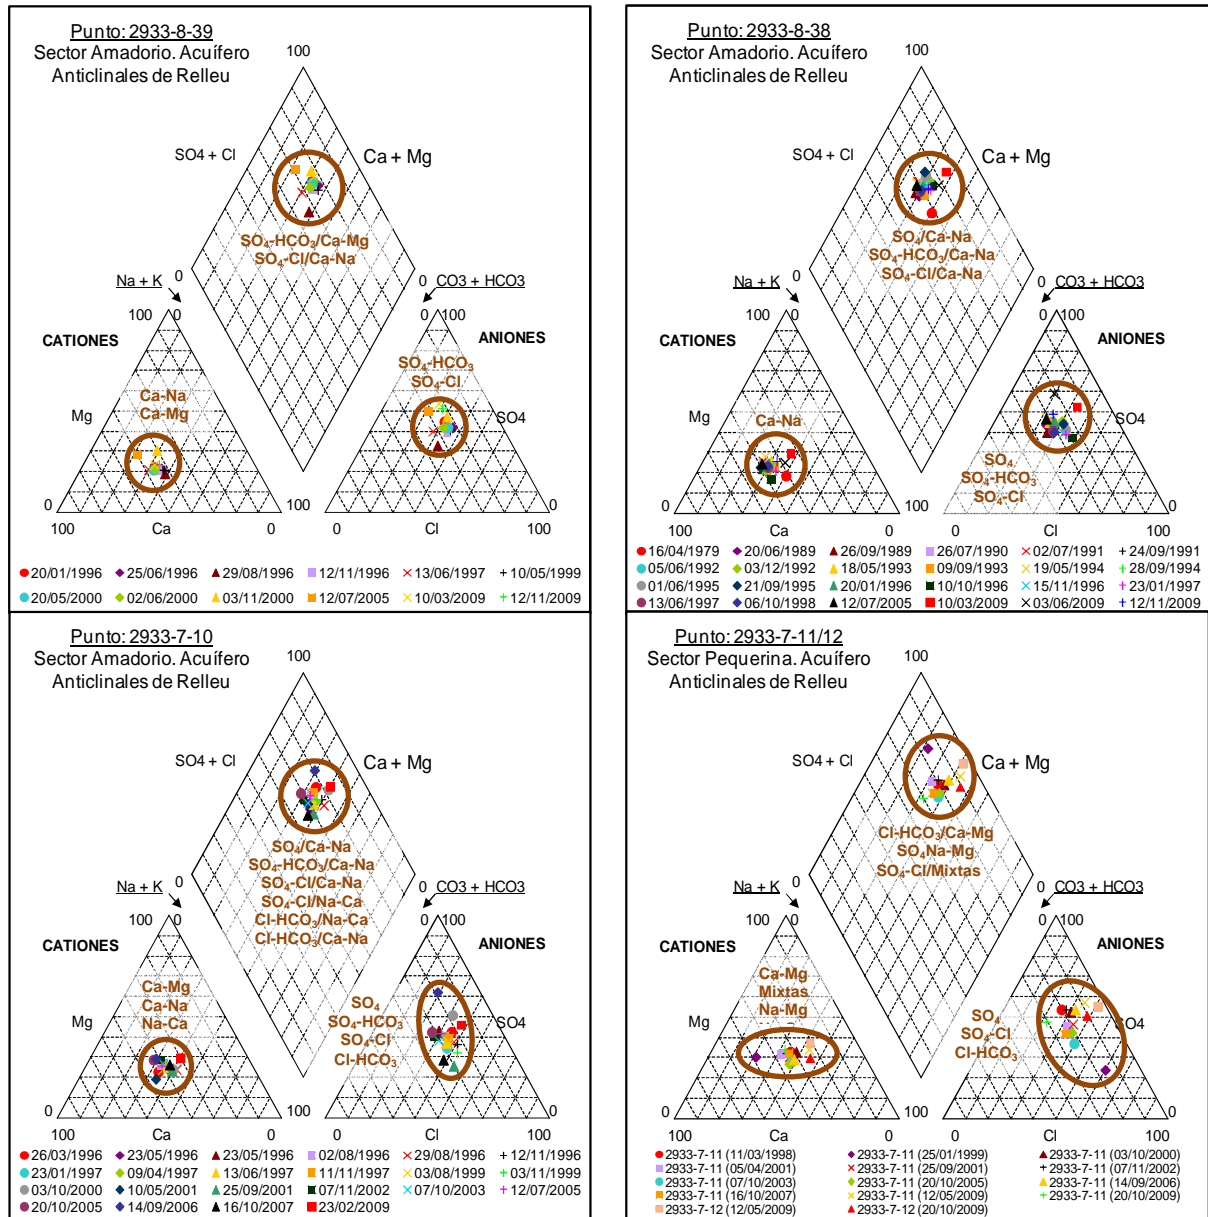 Punto: 2933-8-39
Sector Amadorio. Acuífero
Anticlinales de Relleu
100
SO4 + Cl
Ca + Mg
SO₄-HCO₃/Ca-Mg
SO₄-Cl/Ca-Na
0
0
Na + K
CO3 + HCO3
100
0
0
100
CATIONES
ANIONES
SO₄-HCO₃
SO₄-Cl
Ca-Na
Ca-Mg
Mg
SO4
0
100
0
100
Ca
0
0
Cl
100
20/01/1996
25/06/1996
29/08/1996
12/11/1996
13/06/1997
10/05/1999
20/05/2000
02/06/2000
03/11/2000
12/07/2005
10/03/2009
12/11/2009
Punto: 2933-8-38
Sector Amadorio. Acuífero
Anticlinales de Relleu
100
SO4 + Cl
Ca + Mg
SO₄/Ca-Na
SO₄-HCO₃/Ca-Na
SO₄-Cl/Ca-Na
0
0
Na + K
CO3 + HCO3
100
0
0
100
CATIONES
ANIONES
Mg
Ca-Na
SO4
SO₄
SO₄-HCO₃
SO₄-Cl
0
100
0
100
Ca
0
0
Cl
100
16/04/1979
20/06/1989
26/09/1989
26/07/1990
02/07/1991
24/09/1991
05/06/1992
03/12/1992
18/05/1993
09/09/1993
19/05/1994
28/09/1994
01/06/1995
21/09/1995
20/01/1996
10/10/1996
15/11/1996
23/01/1997
13/06/1997
06/10/1998
12/07/2005
10/03/2009
03/06/2009
12/11/2009
Punto: 2933-7-10
Sector Amadorio. Acuífero
Anticlinales de Relleu
100
SO4 + Cl
Ca + Mg
SO₄/Ca-Na
SO₄-HCO₃/Ca-Na
SO₄-Cl/Ca-Na
SO₄-Cl/Na-Ca
Cl-HCO₃/Na-Ca
Cl-HCO₃/Ca-Na
0
0
Na + K
CO3 + HCO3
100
0
0
100
CATIONES
ANIONES
Ca-Mg
Ca-Na
Na-Ca
SO₄
SO₄-HCO₃
SO₄-Cl
Cl-HCO₃
Mg
SO4
0
100
0
100
Ca
0
0
Cl
100
26/03/1996
23/05/1996
23/05/1996
02/08/1996
29/08/1996
12/11/1996
23/01/1997
09/04/1997
13/06/1997
11/11/1997
03/08/1999
03/11/1999
03/10/2000
10/05/2001
25/09/2001
07/11/2002
07/10/2003
12/07/2005
20/10/2005
14/09/2006
16/10/2007
23/02/2009
Punto: 2933-7-11/12
Sector Pequerina. Acuífero
Anticlinales de Relleu
100
SO4 + Cl
Ca + Mg
Cl-HCO₃/Ca-Mg
SO₄Na-Mg
SO₄-Cl/Mixtas
0
0
Na + K
CO3 + HCO3
100
0
0
100
CATIONES
ANIONES
Ca-Mg
Mixtas
Na-Mg
Mg
SO4
SO₄
SO₄-Cl
Cl-HCO₃
0
100
0
100
Ca
0
0
Cl
100
2933-7-11 (11/03/1998)
2933-7-11 (25/01/1999)
2933-7-11 (03/10/2000)
2933-7-11 (05/04/2001)
2933-7-11 (25/09/2001)
2933-7-11 (07/11/2002)
2933-7-11 (07/10/2003)
2933-7-11 (20/10/2005)
2933-7-11 (14/09/2006)
2933-7-11 (16/10/2007)
2933-7-11 (12/05/2009)
2933-7-11 (20/10/2009)
2933-7-12 (12/05/2009)
2933-7-12 (20/10/2009)